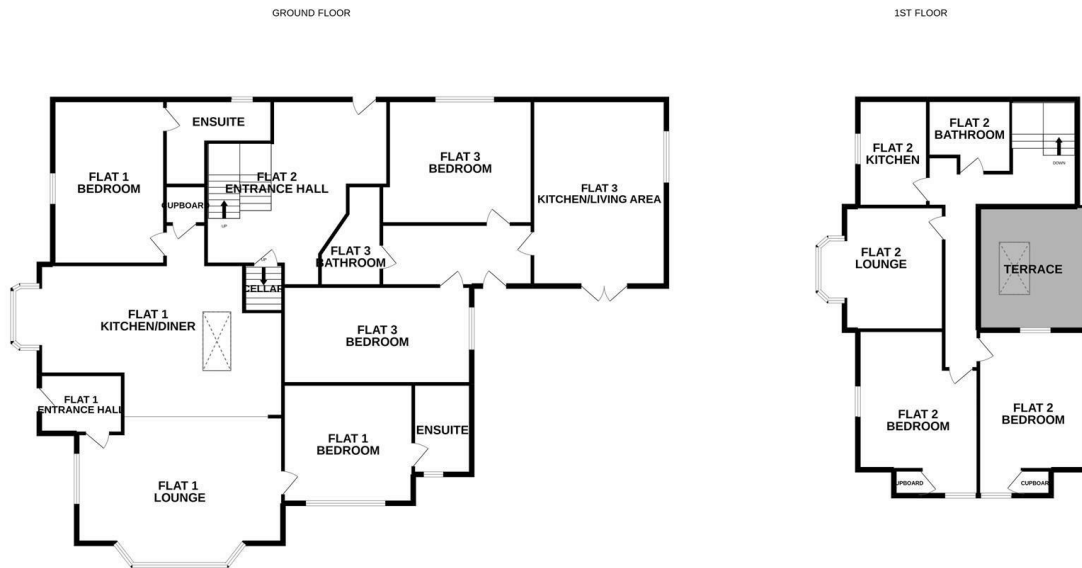 GROUND FLOOR
1ST FLOOR
ENSUITE
FLAT 1
BEDROOM
CUPBOARD
FLAT 2
ENTRANCE HALL
UP
FLAT 3
BEDROOM
FLAT 3
KITCHEN/LIVING AREA
FLAT 3
BATHROOM
UP
CELLAR
FLAT 1
KITCHEN/DINER
FLAT 3
BEDROOM
FLAT 1
ENTRANCE HALL
FLAT 1
BEDROOM
ENSUITE
FLAT 1
LOUNGE
FLAT 2
KITCHEN
FLAT 2
BATHROOM
DOWN
FLAT 2
LOUNGE
TERRACE
FLAT 2
BEDROOM
FLAT 2
BEDROOM
UPBOARD
CUPBOARD